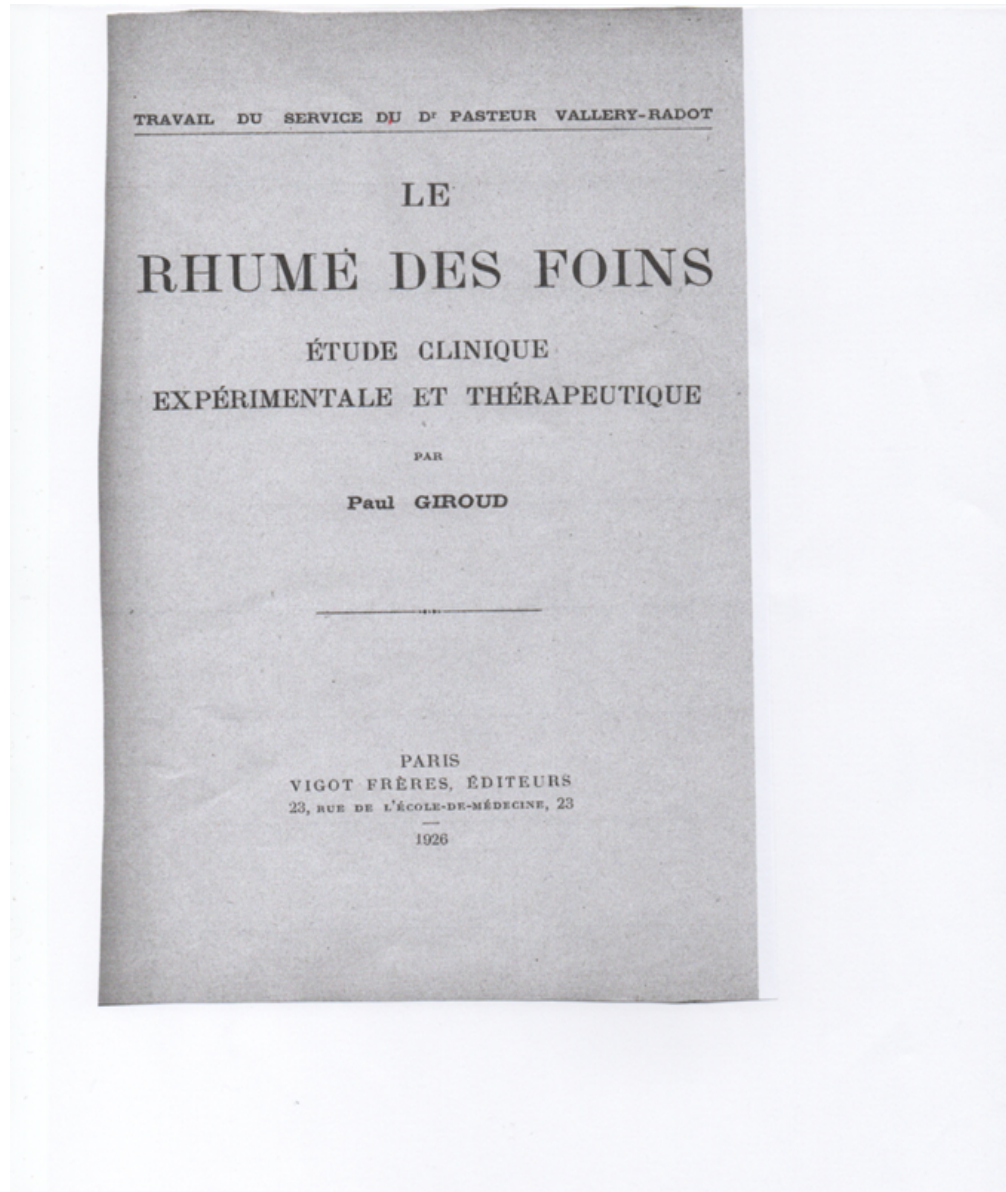 TRAVAIL DU SERVICE DU Dr PASTEUR VALLERY-RADOT
LE
RHUME DES FOINS
ÉTUDE CLINIQUE
EXPÉRIMENTALE ET THÉRAPEUTIQUE
PAR
Paul GIROUD
PARIS
VIGOT FRÈRES, ÉDITEURS
23, RUE DE L'ÉCOLE-DE-MÉDECINE, 23
1926